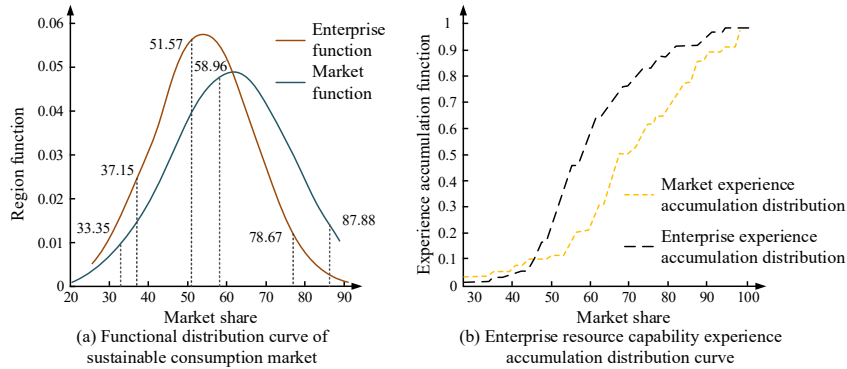 0.06
0.05
0.04
0.03
0.02
0.01
0
Region function
51.57
58.96
37.15
33.35
78.67
87.88
Enterprise
function
Market
function
20 30 40 50 60 70 80 90
Market share
(a) Functional distribution curve of
sustainable consumption market
1
0.9
0.8
0.7
0.6
0.5
0.4
0.3
0.2
0.1
0
Experience accumulation function
Market experience
accumulation distribution
Enterprise experience
accumulation distribution
30 40 50 60 70 80 90 100
Market share
(b) Enterprise resource capability experience
accumulation distribution curve